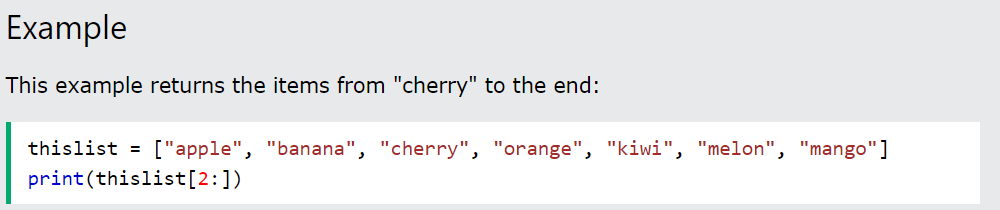 Example
This example returns the items from "cherry" to the end:
thislist = ["apple", "banana", "cherry", "orange", "kiwi", "melon", "mango"]
print(thislist[2:])